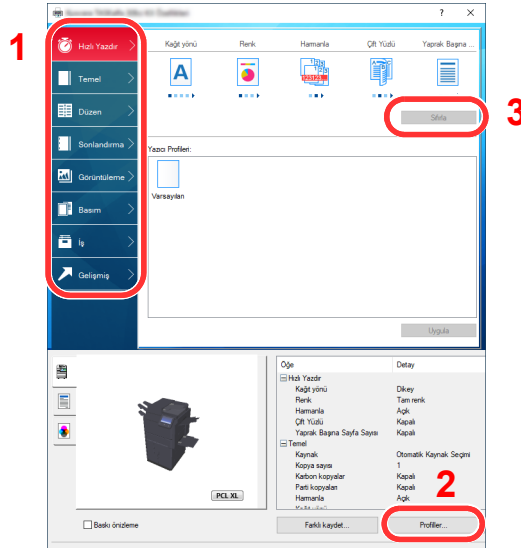 ? ×
1
Hızlı Yazdır
Temel
Düzen
Sonlandırma
Görüntüleme
Basım
İş
Gelişmiş
Kağıt yönü Renk Harmanla Çift Yüzlü Yaprak Başına ...
A
123123
3
Sıfırla
Yazıcı Profilleri:
Varsayılan
Uygula
Öğe Detay
Hızlı Yazdır
Kağıt yönü Dikey
Renk Tam renk
Harmanla Açık
Çift Yüzlü Kapalı
Yaprak Başına Sayfa Sayısı Kapalı
Temel
Kaynak Otomatik Kaynak Seçimi
Kopya sayısı 1
Karbon kopyalar Kapalı
Parti kopyaları Kapalı
Harmanla Açık
PCL XL
2
Baskı önizleme
Farklı kaydet...
Profiller...